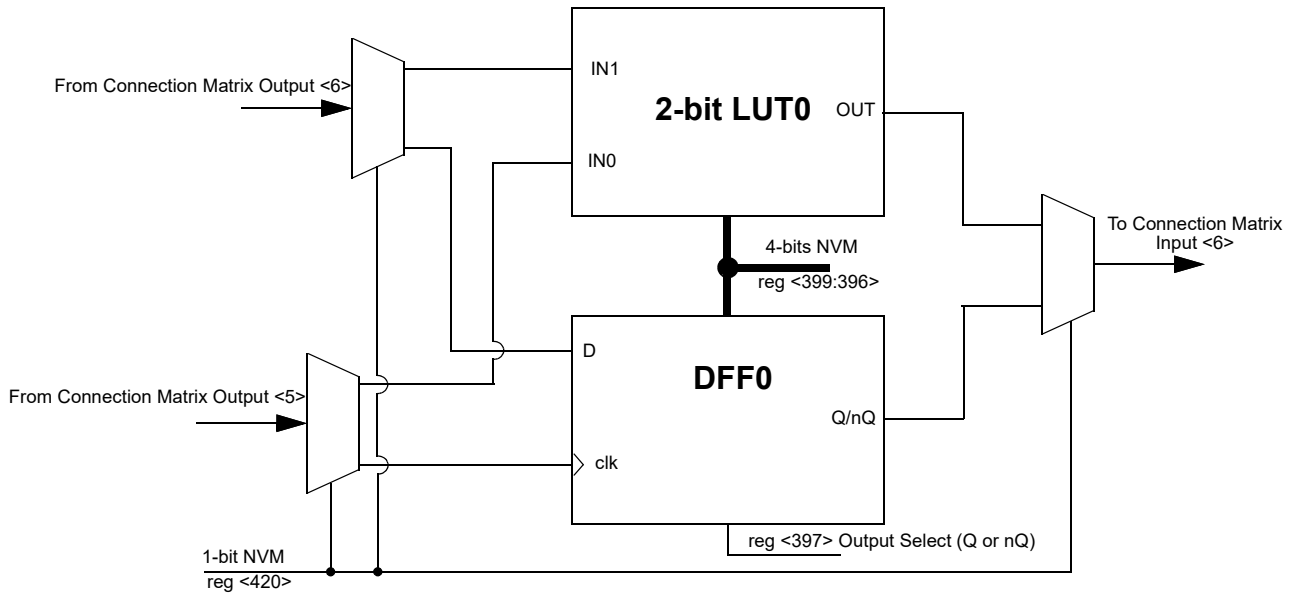 From Connection Matrix Output <6>
IN1
2-bit LUT0
OUT
IN0
To Connection Matrix
Input <6>
4-bits NVM
reg <399:396>
D
DFF0
From Connection Matrix Output <5>
Q/nQ
clk
reg <397> Output Select (Q or nQ)
1-bit NVM
reg <420>